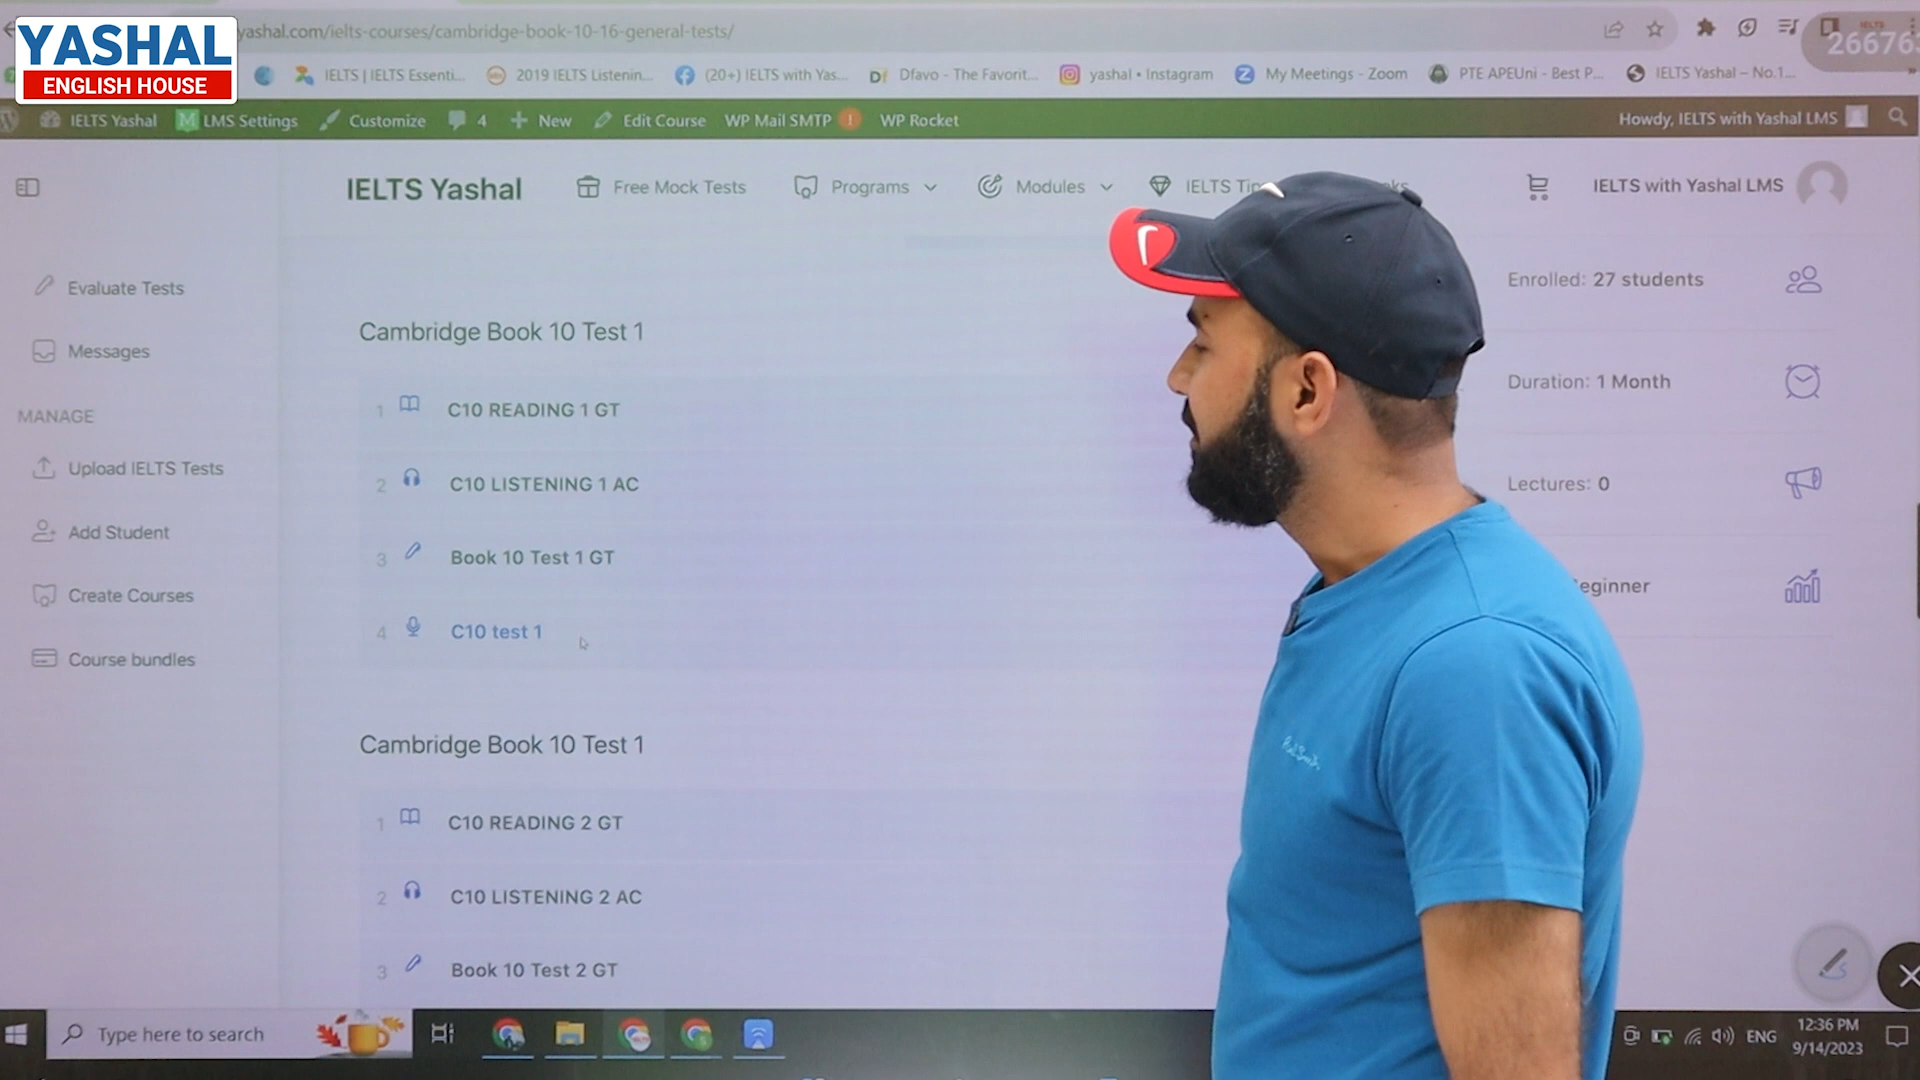 YASHAL
ENGLISH HOUSE
yashal.com/ielts-courses/cambridge-book-10-16-general-tests/
IELTS
26676
IELTS | IELTS Essenti...
2019 IELTS Listenin...
(20+) IELTS with Yas...
Dfavo - The Favorit...
yashal • Instagram
My Meetings - Zoom
PTE APEUni - Best P...
IELTS Yashal – No.1...
IELTS Yashal
LMS Settings
Customize
4
New
Edit Course
WP Mail SMTP
!
WP Rocket
Howdy, IELTS with Yashal LMS
IELTS Yashal
Free Mock Tests
Programs
Modules
IELTS Tip
ks
IELTS with Yashal LMS
Evaluate Tests
Messages
MANAGE
Upload IELTS Tests
Add Student
Create Courses
Course bundles
Cambridge Book 10 Test 1
1 C10 READING 1 GT
2 C10 LISTENING 1 AC
3 Book 10 Test 1 GT
4 C10 test 1
Cambridge Book 10 Test 1
1 C10 READING 2 GT
2 C10 LISTENING 2 AC
3 Book 10 Test 2 GT
Enrolled: 27 students
Duration: 1 Month
Lectures: 0
eginner
Type here to search
ENG
12:36 PM
9/14/2023